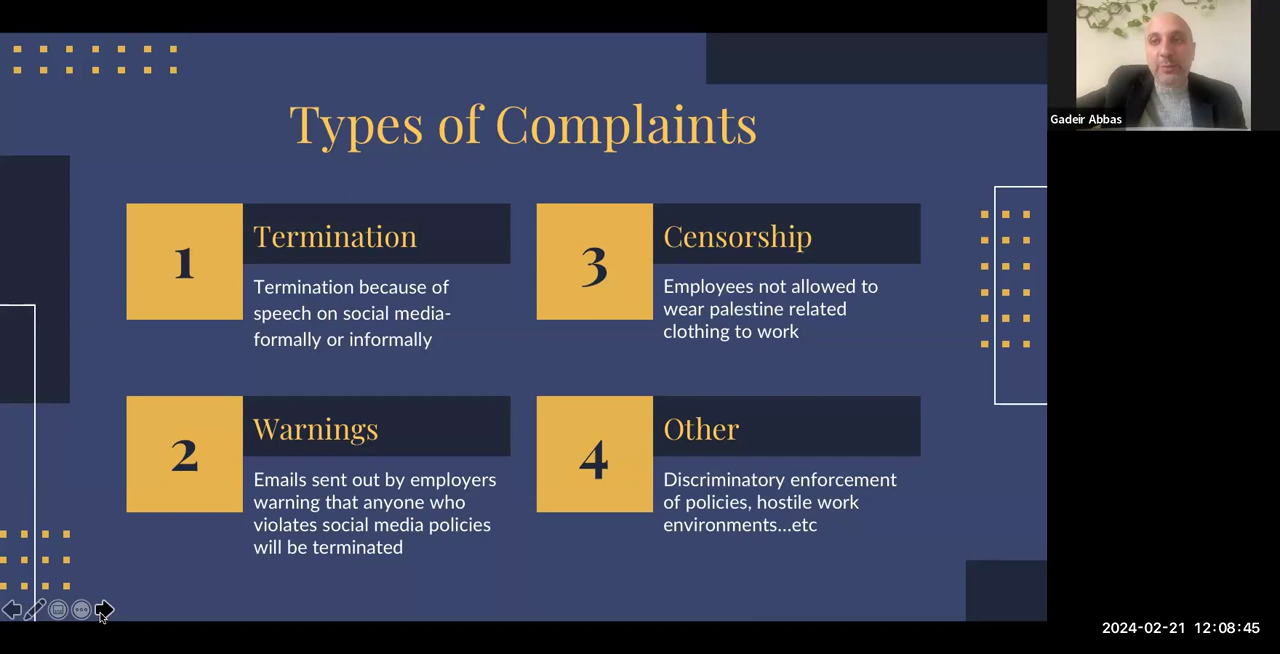 Types of Complaints
1
Termination
Termination because of
speech on social media-
formally or informally
2
Warnings
Emails sent out by employers
warning that anyone who
violates social media policies
will be terminated
3
Censorship
Employees not allowed to
wear palestine related
clothing to work
4
Other
Discriminatory enforcement
of policies, hostile work
environments...etc
Gadeir Abbas
2024-02-21 12:08:45